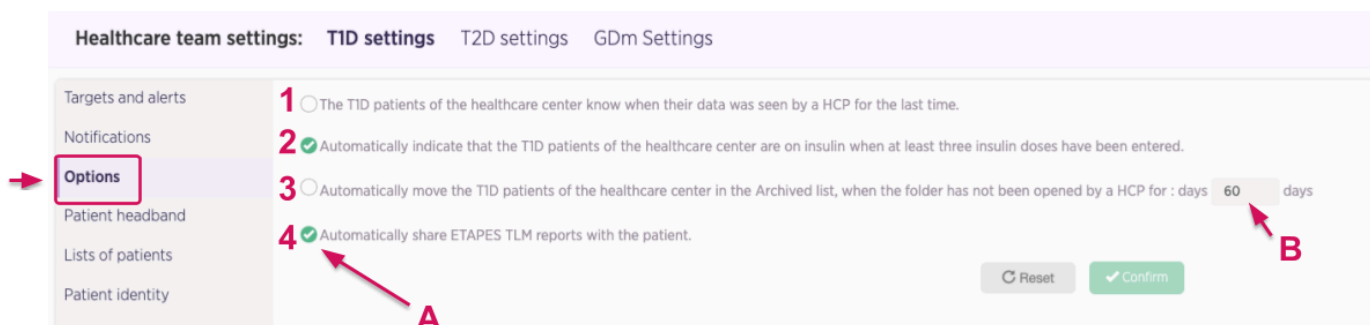 Healthcare team settings: T1D settings T2D settings GDm Settings
Targets and alerts
Notifications
Options
Patient headband
Lists of patients
Patient identity
1 The T1D patients of the healthcare center know when their data was seen by a HCP for the last time.
2 Automatically indicate that the T1D patients of the healthcare center are on insulin when at least three insulin doses have been entered.
3 Automatically move the T1D patients of the healthcare center in the Archived list, when the folder has not been opened by a HCP for : days 60 days
4 Automatically share ETAPES TLM reports with the patient.
B
Reset Confirm
A